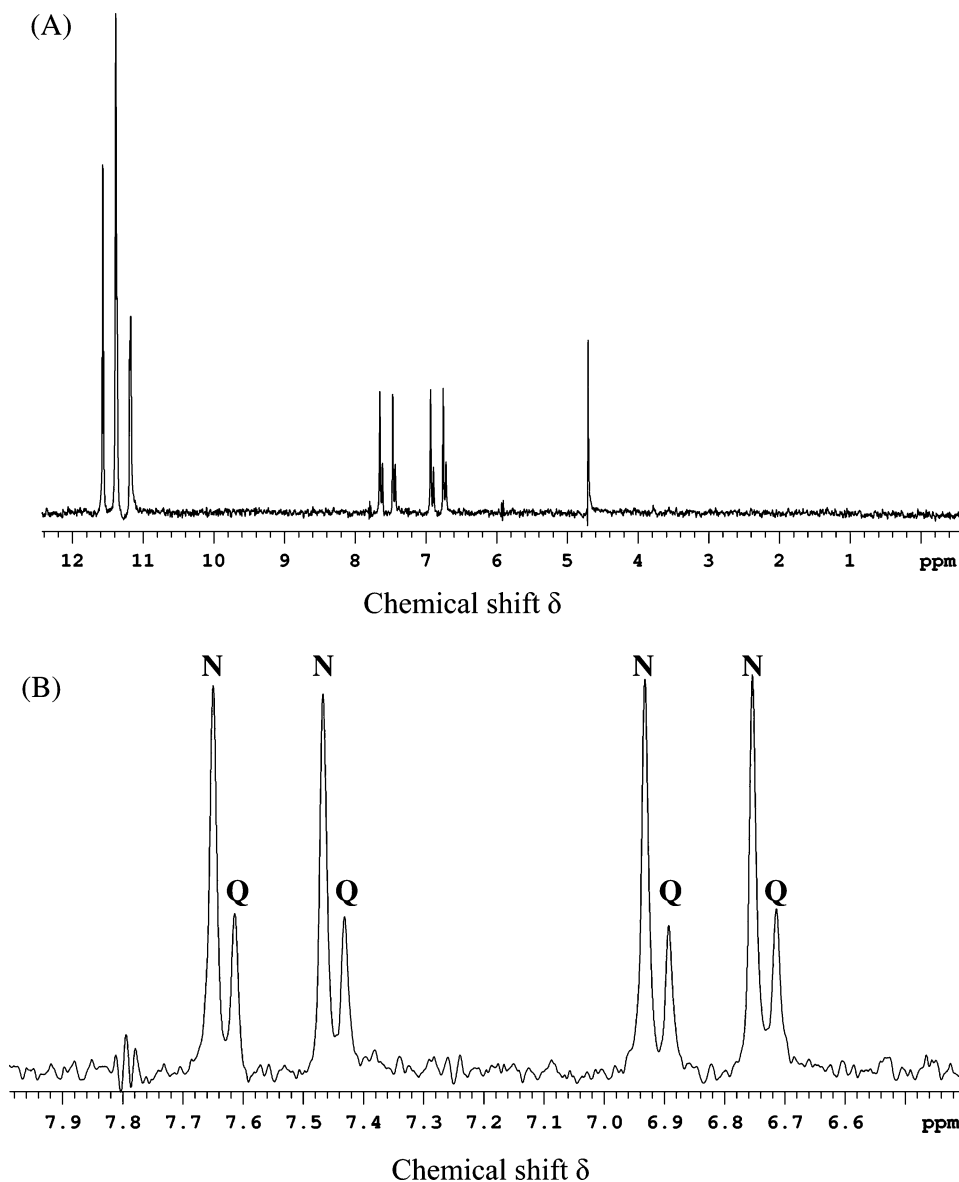 (A)
12 11 10 9 8 7 6 5 4 3 2 1 ppm
Chemical shift δ
(B)
N N N N
Q Q Q Q
7.9 7.8 7.7 7.6 7.5 7.4 7.3 7.2 7.1 7.0 6.9 6.8 6.7 6.6 ppm
Chemical shift δ